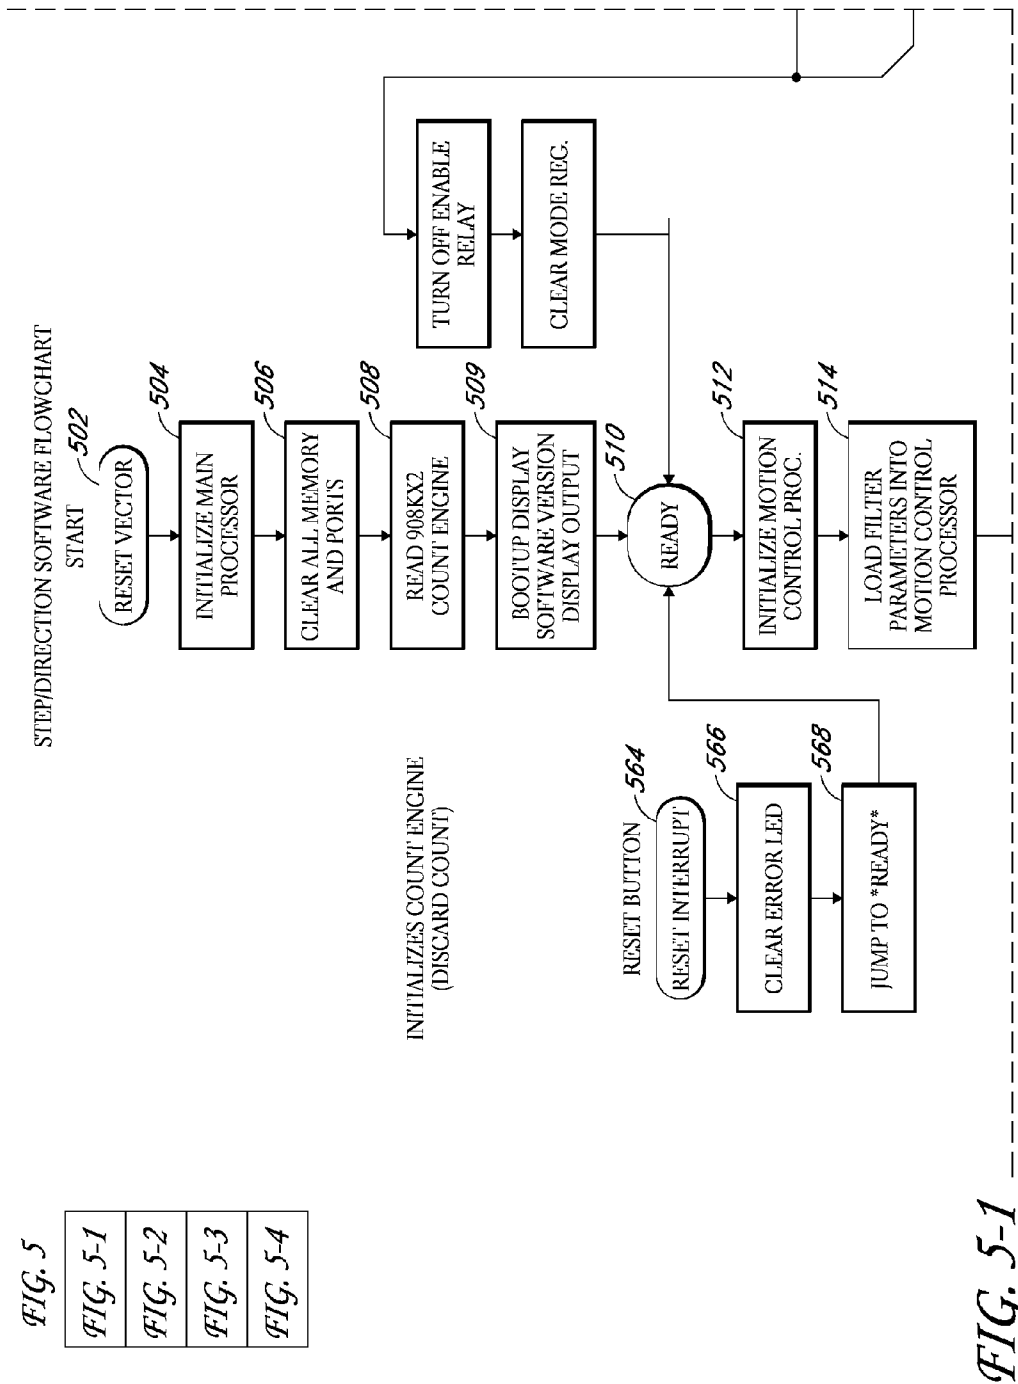 FIG. 5
FIG. 5-1
FIG. 5-2
FIG. 5-3
FIG. 5-4
STEP/DIRECTION SOFTWARE FLOWCHART
START
502
RESET VECTOR
504
INITIALIZE MAIN
PROCESSOR
506
CLEAR ALL MEMORY
AND PORTS
508
READ 908KX2
COUNT ENGINE
INITIALIZES COUNT ENGINE
(DISCARD COUNT)
509
BOOTUP DISPLAY
SOFTWARE VERSION
DISPLAY OUTPUT
TURN OFF ENABLE
RELAY
CLEAR MODE REG.
510
READY
RESET BUTTON
564
RESET INTERRUPT
566
CLEAR ERROR LED
568
JUMP TO *READY*
512
INITIALIZE MOTION
CONTROL PROC.
514
LOAD FILTER
PARAMETERS INTO
MOTION CONTROL
PROCESSOR
FIG. 5-1